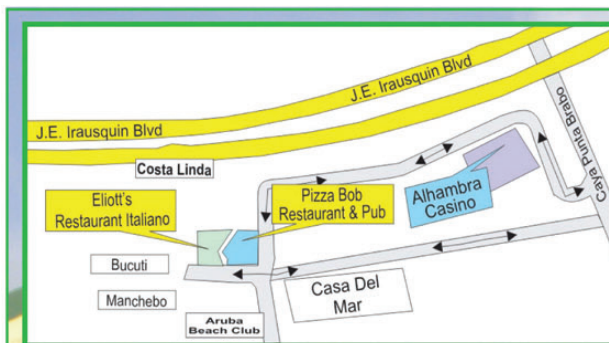 J.E. Irausquin Blvd
J.E. Irausquin Blvd
Caya Punta Brabo
Costa Linda
Eliott's
Restaurant Italiano
Pizza Bob
Restaurant & Pub
Alhambra
Casino
Bucuti
Manchebo
Casa Del
Mar
Aruba
Beach Club